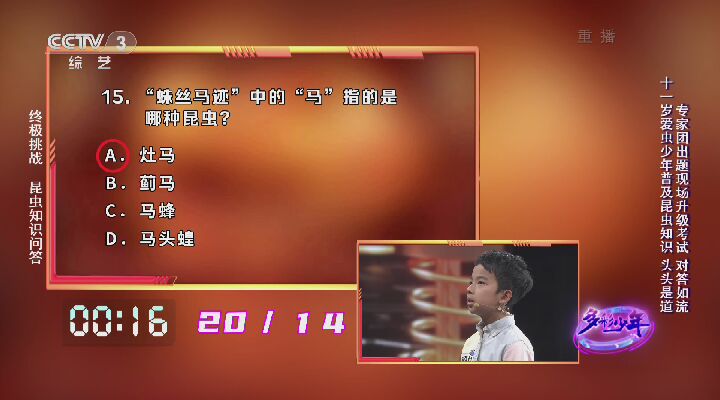 CCTV 3
综艺
重播
15. “蛛丝马迹”中的“马”指的是
哪种昆虫？
A. 灶马
B. 蓟马
C. 马蜂
D. 马头蝗
终极挑战 昆虫知识问答
专家团出题现场升级考试 对答如流
十一岁爱虫少年普及昆虫知识 头头是道
00:16
20 / 14
多彩少年